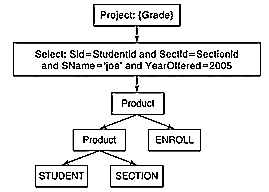 Project: {Grade}
Select: Sid=StudentId and SectId=SectionId
and SName='joe' and YearOffered=2005
Product
Product
ENROLL
STUDENT
SECTION